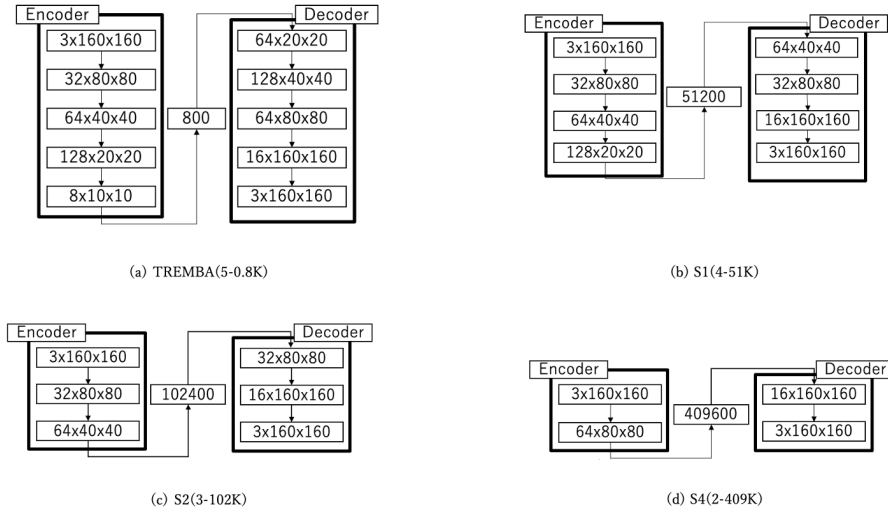 Encoder
3x160x160
32x80x80
64x40x40
128x20x20
8x10x10
800
Decoder
64x20x20
128x40x40
64x80x80
16x160x160
3x160x160
(a) TREMBA(5-0.8K)
Encoder
3x160x160
32x80x80
64x40x40
128x20x20
51200
Decoder
64x40x40
32x80x80
16x160x160
3x160x160
(b) S1(4-51K)
Encoder
3x160x160
32x80x80
64x40x40
102400
Decoder
32x80x80
16x160x160
3x160x160
(c) S2(3-102K)
Encoder
3x160x160
64x80x80
409600
Decoder
16x160x160
3x160x160
(d) S4(2-409K)